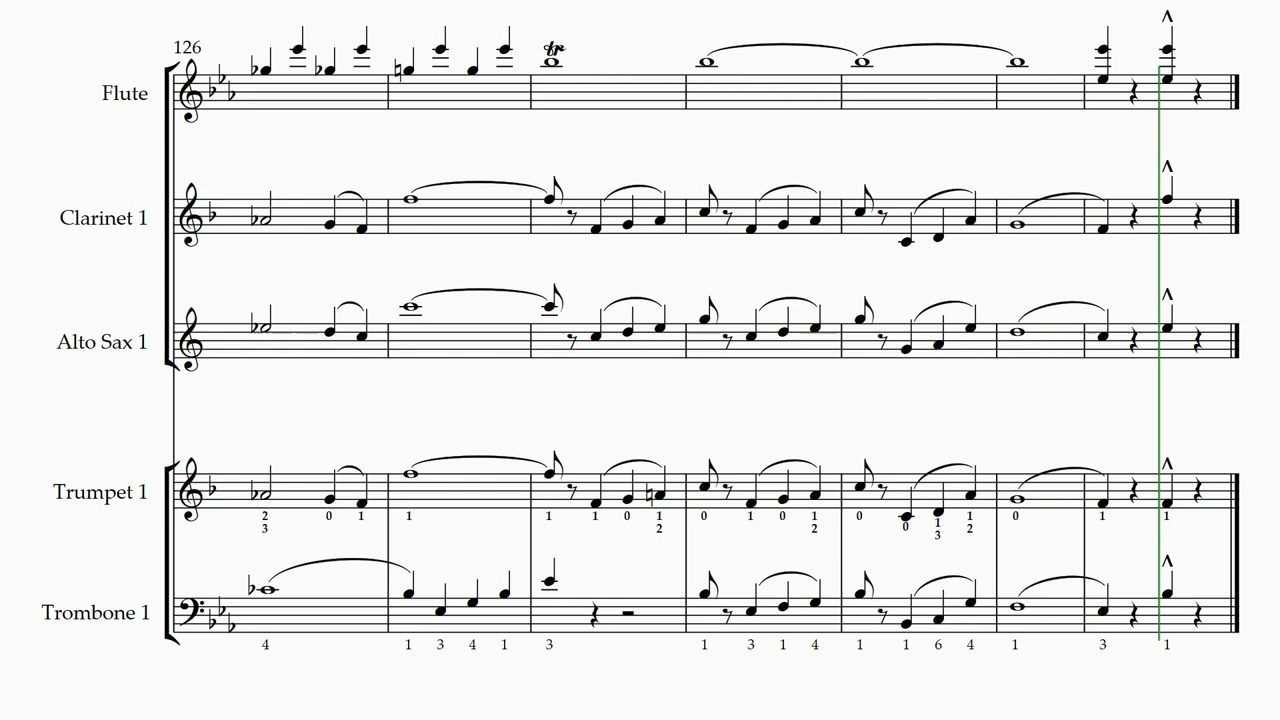 126
Flute
Clarinet 1
Alto Sax 1
Trumpet 1
2 0 1 1 1 1 0 1 0 1 0 1 0 0 1 1 0 1 1
3 2 2 3 2
Trombone 1
4 1 3 4 1 3 1 3 1 4 1 1 6 4 1 3 1